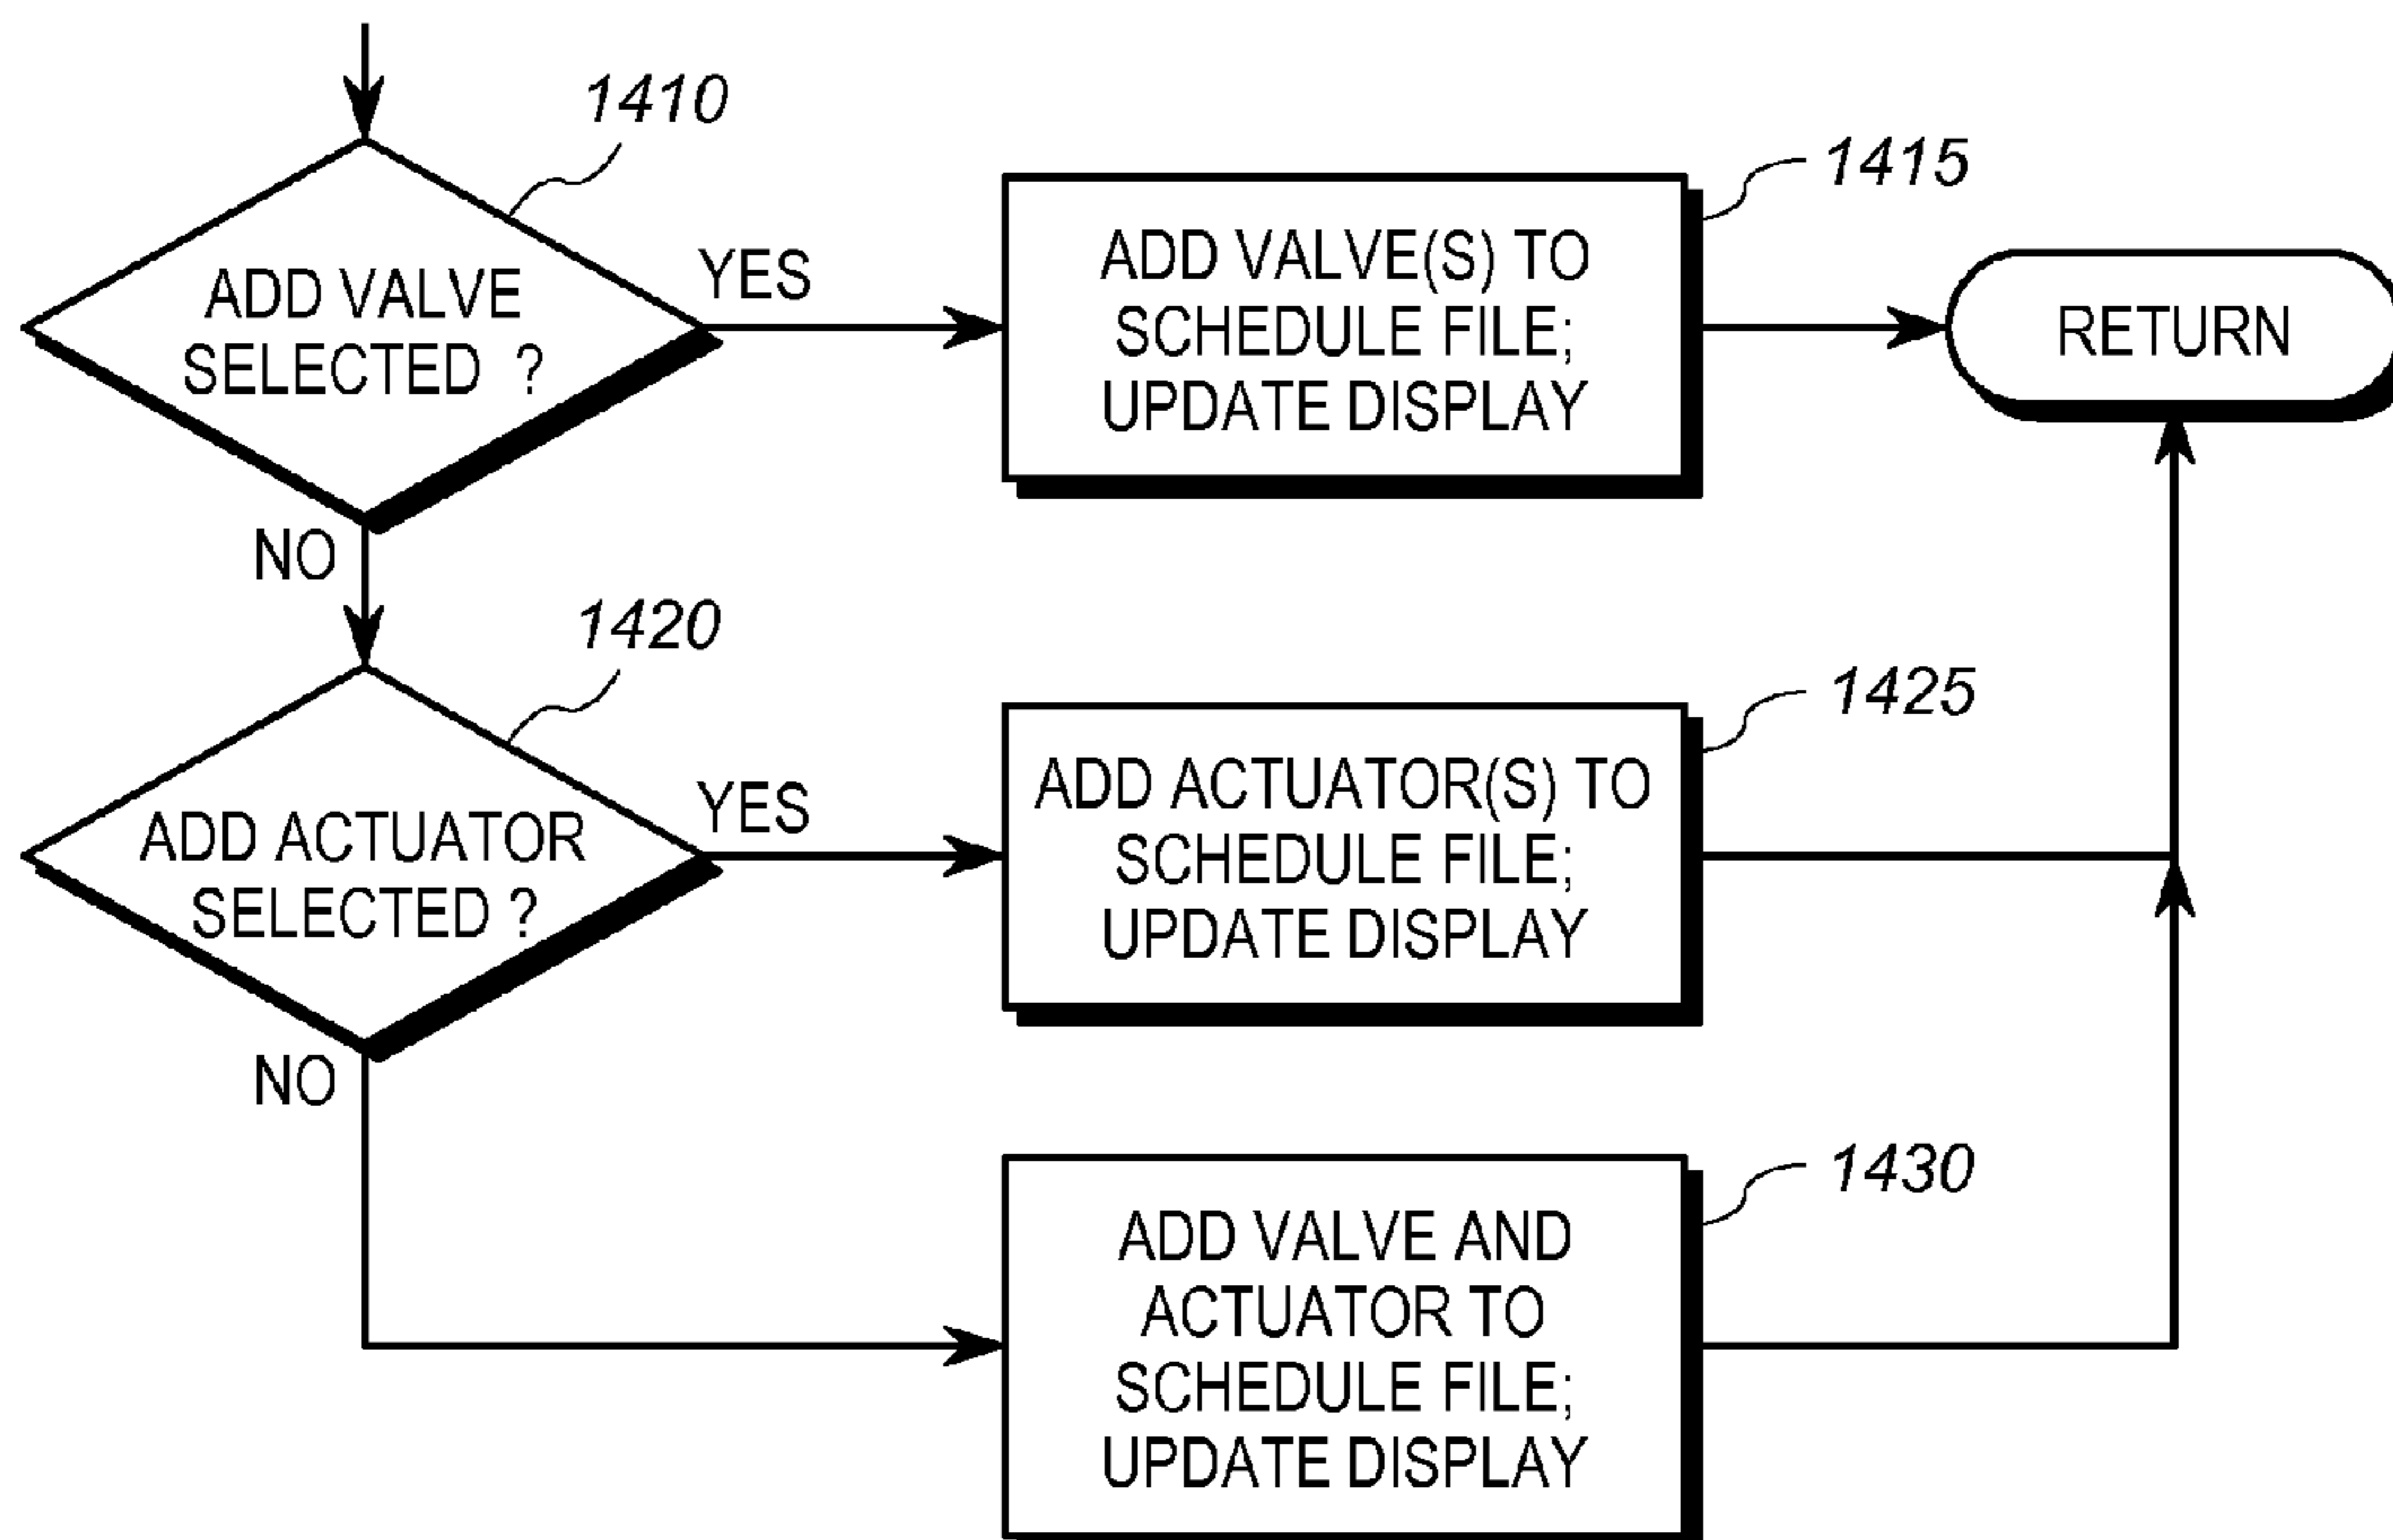 1410
ADD VALVE
SELECTED ?
YES
ADD VALVE(S) TO
SCHEDULE FILE;
UPDATE DISPLAY
1415
RETURN
NO
1420
ADD ACTUATOR
SELECTED ?
YES
ADD ACTUATOR(S) TO
SCHEDULE FILE;
UPDATE DISPLAY
1425
NO
ADD VALVE AND
ACTUATOR TO
SCHEDULE FILE;
UPDATE DISPLAY
1430